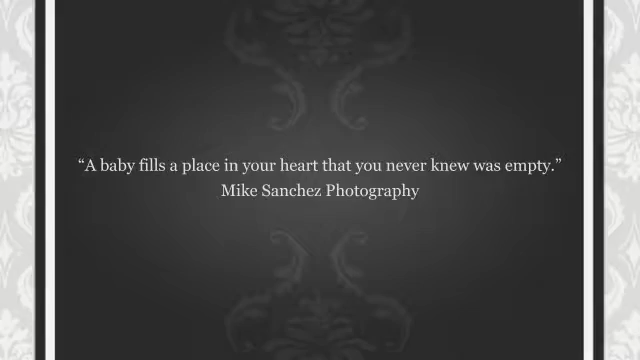 “A baby fills a place in your heart that you never knew was empty.”
Mike Sanchez Photography